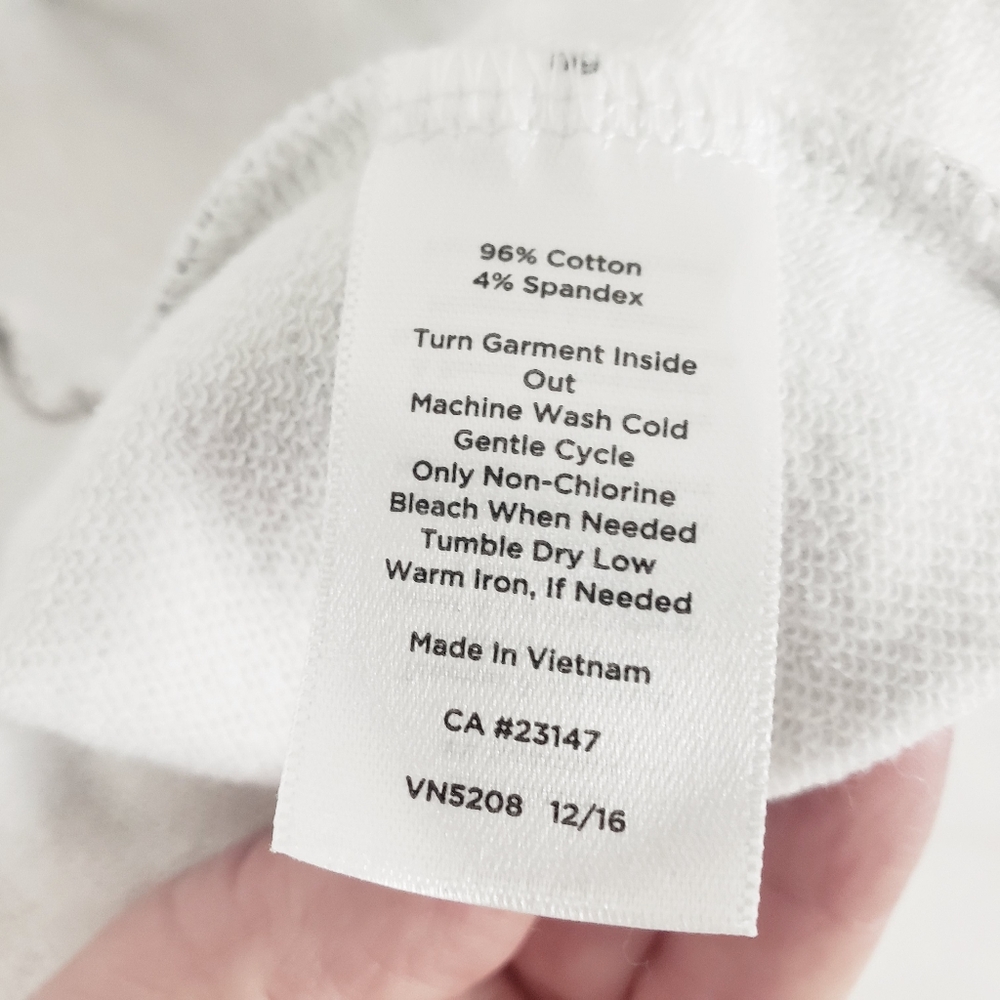 96% Cotton
4% Spandex
Turn Garment Inside
Out
Machine Wash Cold
Gentle Cycle
Only Non-Chlorine
Bleach When Needed
Tumble Dry Low
Warm Iron, If Needed
Made In Vietnam
CA #23147
VN5208 12/16